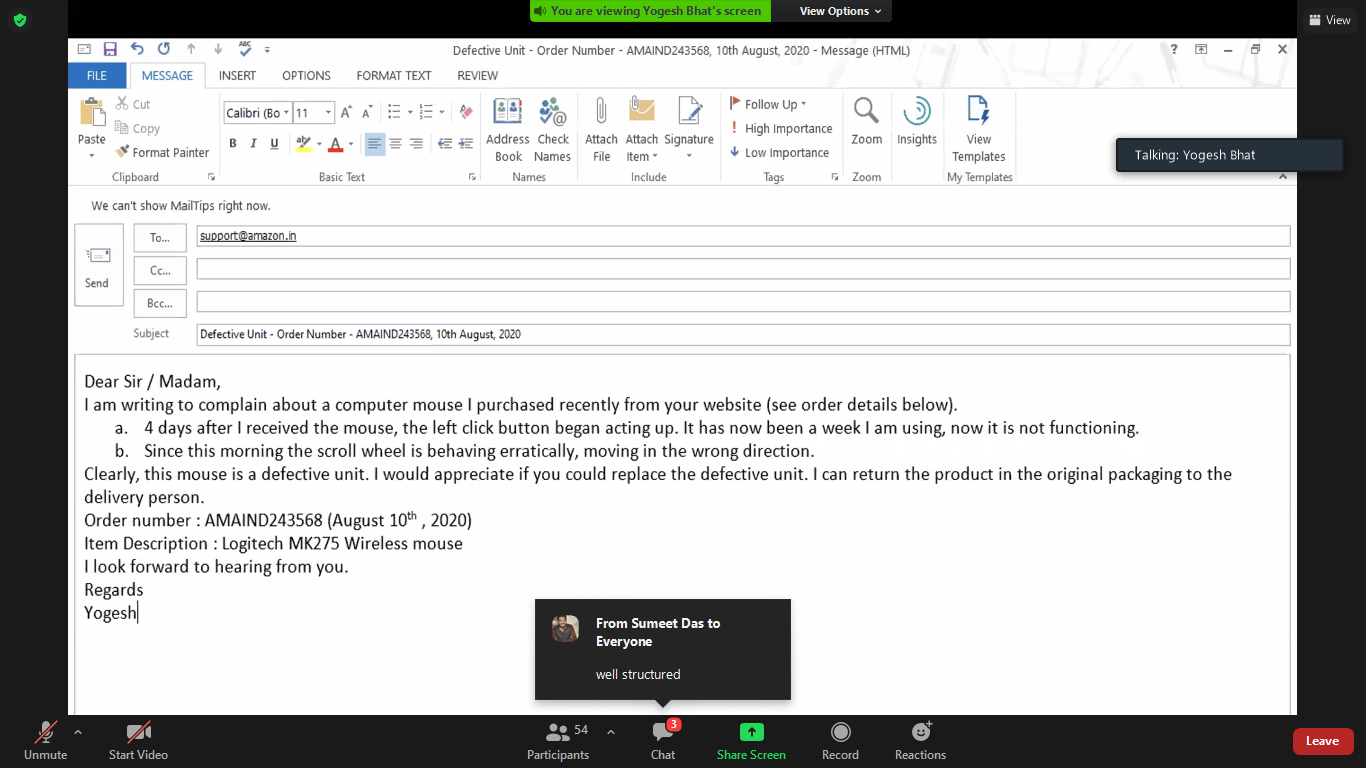 You are viewing Yogesh Bhat's screen
View Options
View
Defective Unit - Order Number - AMAIND243568, 10th August, 2020 - Message (HTML)
FILE MESSAGE INSERT OPTIONS FORMAT TEXT REVIEW
Paste
Cut
Copy
Format Painter
Clipboard
Calibri (Bo 11
B I U
Basic Text
Address Book
Check Names
Names
Attach File
Attach Item
Signature
Include
Follow Up
High Importance
Low Importance
Tags
Zoom
Zoom
Insights
View Templates
My Templates
Talking: Yogesh Bhat
We can't show MailTips right now.
Send
To... support@amazon.in
Cc...
Bcc...
Subject Defective Unit - Order Number - AMAIND243568, 10th August, 2020
Dear Sir / Madam,
I am writing to complain about a computer mouse I purchased recently from your website (see order details below).
a. 4 days after I received the mouse, the left click button began acting up. It has now been a week I am using, now it is not functioning.
b. Since this morning the scroll wheel is behaving erratically, moving in the wrong direction.
Clearly, this mouse is a defective unit. I would appreciate if you could replace the defective unit. I can return the product in the original packaging to the
delivery person.
Order number : AMAIND243568 (August 10th , 2020)
Item Description : Logitech MK275 Wireless mouse
I look forward to hearing from you.
Regards
Yogesh
From Sumeet Das to
Everyone
well structured
Unmute
Start Video
54
Participants
3
Chat
Share Screen
Record
Reactions
Leave